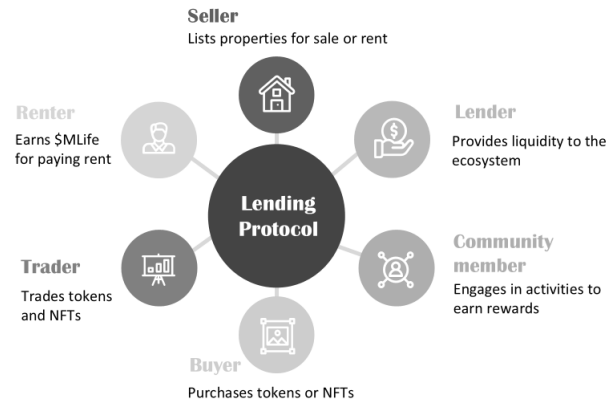 Seller
Lists properties for sale or rent
Renter
Earns $MLife
for paying rent
Lender
Provides liquidity to the
ecosystem
Lending
Protocol
Trader
Trades tokens
and NFTs
Community
member
Engages in activities to
earn rewards
Buyer
Purchases tokens or NFTs